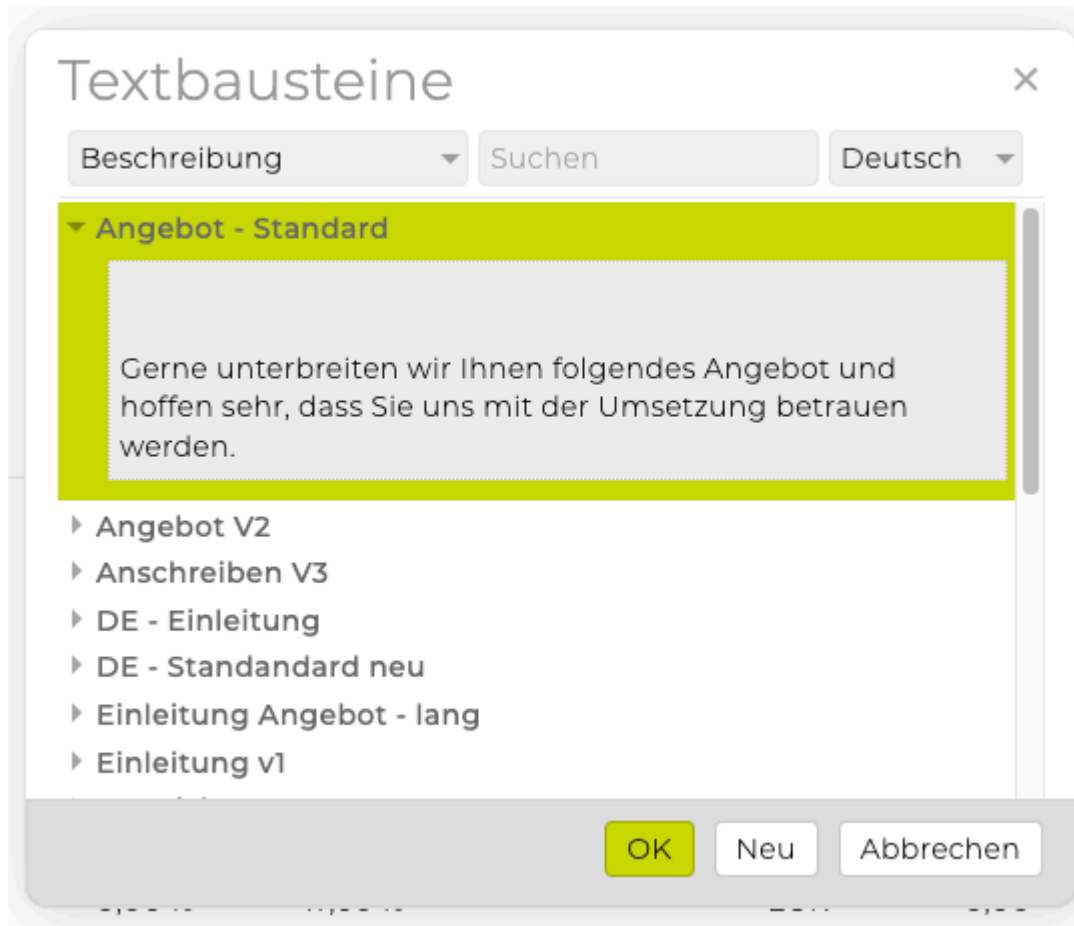 Textbausteine
Beschreibung Suchen Deutsch
Angebot - Standard
Gerne unterbreiten wir Ihnen folgendes Angebot und
hoffen sehr, dass Sie uns mit der Umsetzung betrauen
werden.
Angebot V2
Anschreiben V3
DE - Einleitung
DE - Standandard neu
Einleitung Angebot - lang
Einleitung v1
OK Neu Abbrechen